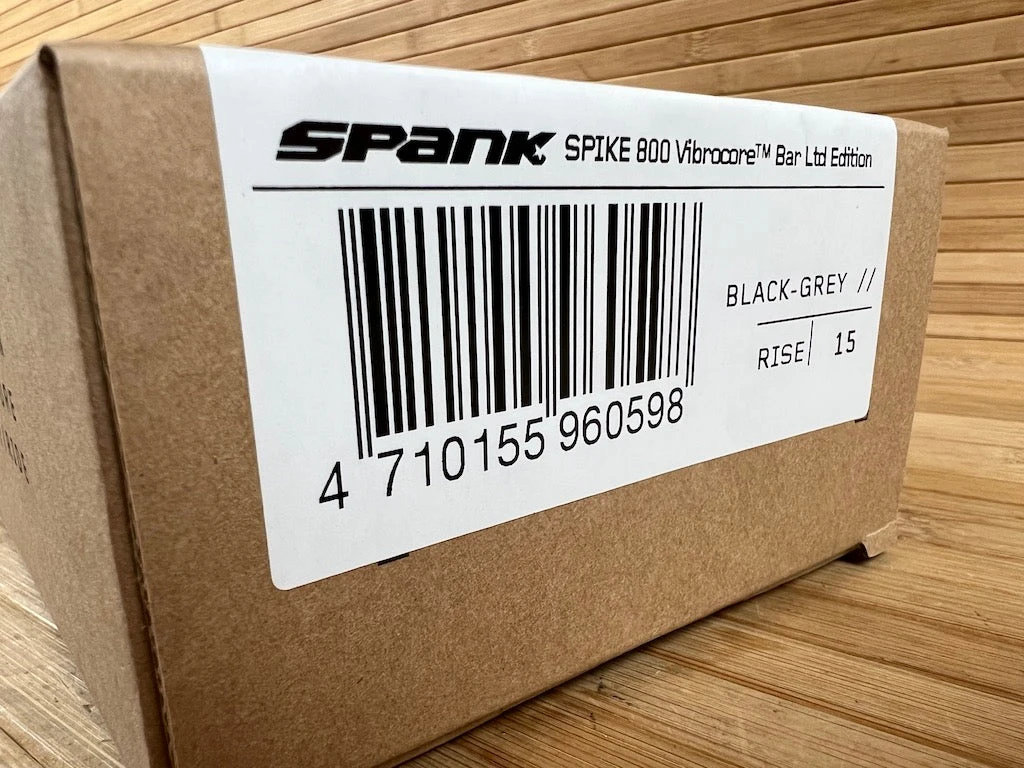 SPANK SPIKE 800 Vibrocore™ Bar Ltd Edition
BLACK-GREY //
RISE| 15
4 710155 960598